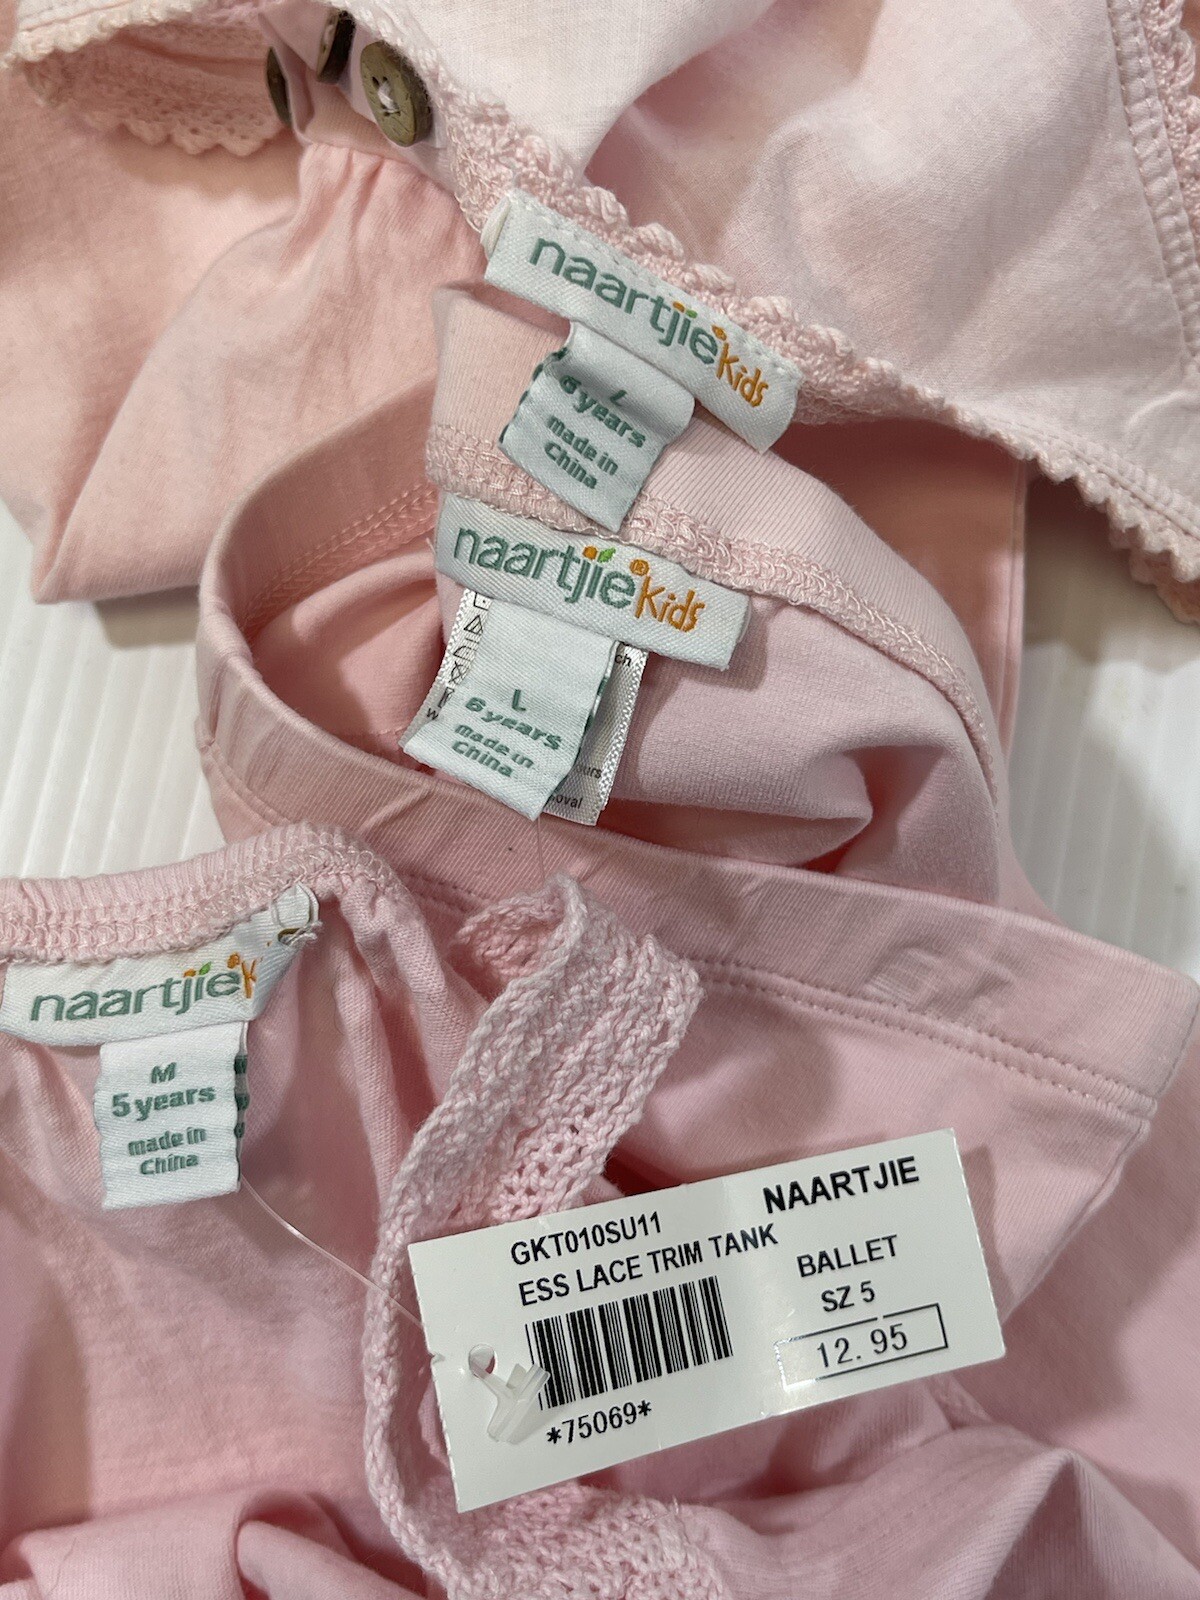 naartjie Kids
L
6 years
made in
China
naartjie Kids
ch
L
6 years
made in
China
naartjie
M
5 years
made in
China
NAARTJIE
GKT010SU11
ESS LACE TRIM TANK
BALLET
SZ 5
12.95
*75069*